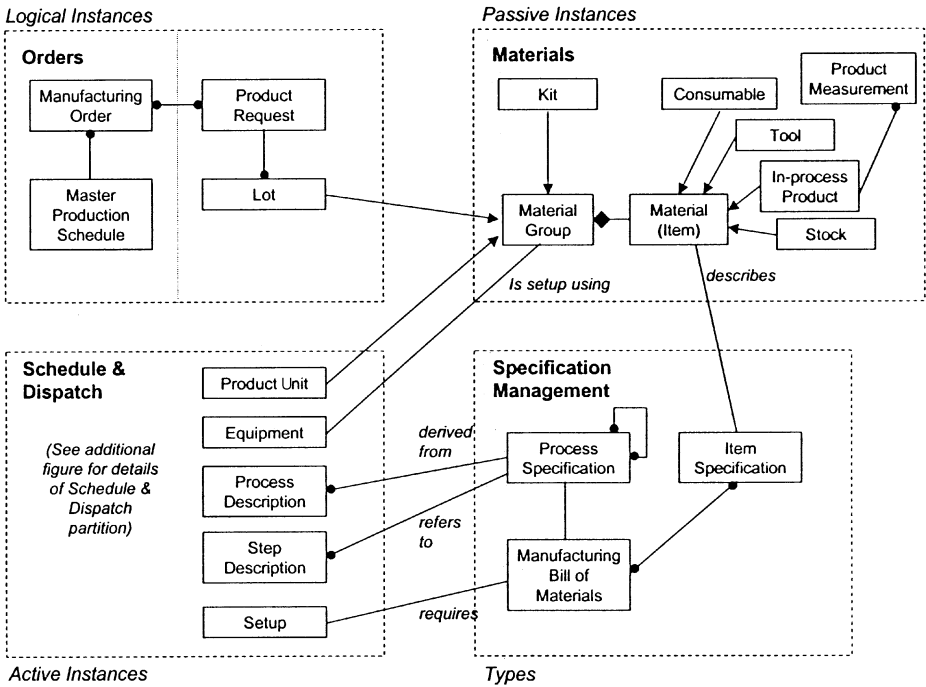 Logical Instances
Orders
Manufacturing
Order
Product
Request
Master
Production
Schedule
Lot
Passive Instances
Materials
Kit
Consumable
Product
Measurement
Tool
In-process
Product
Material
Group
Material
(Item)
Stock
Is setup using
describes
Schedule &
Dispatch
(See additional
figure for details
of Schedule &
Dispatch
partition)
Product Unit
Equipment
Process
Description
Step
Description
Setup
Active Instances
derived
from
refers
to
requires
Specification
Management
Process
Specification
Item
Specification
Manufacturing
Bill of
Materials
Types